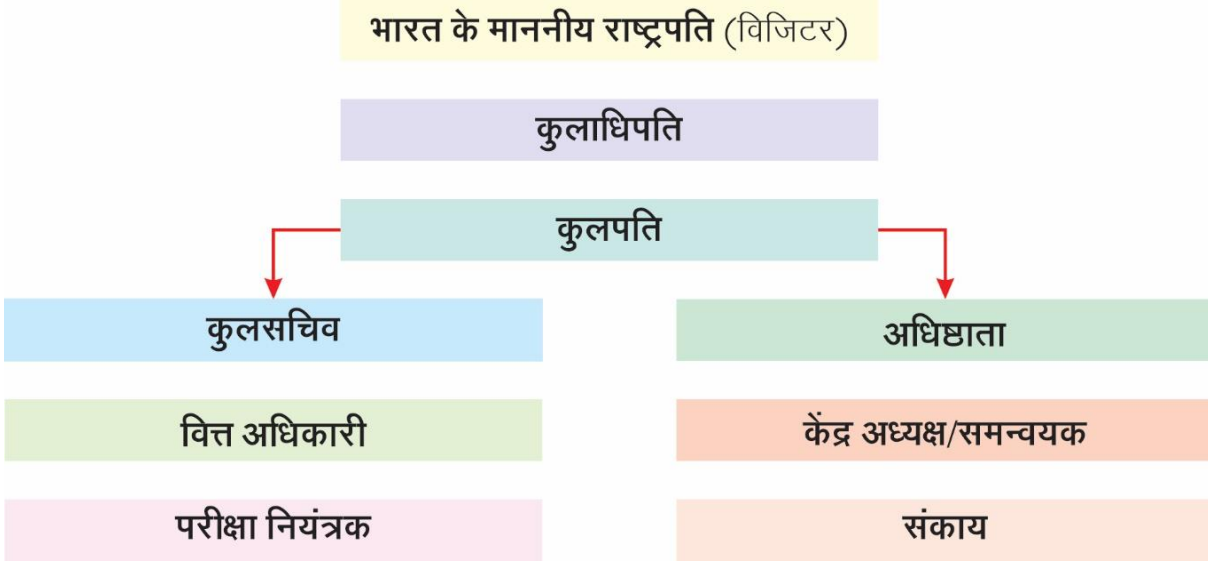 भारत के माननीय राष्ट्रपति (विजिटर)
कुलाधिपति
कुलपति
कुलसचिव
अधिष्ठाता
वित्त अधिकारी
केंद्र अध्यक्ष/समन्वयक
परीक्षा नियंत्रक
संकाय